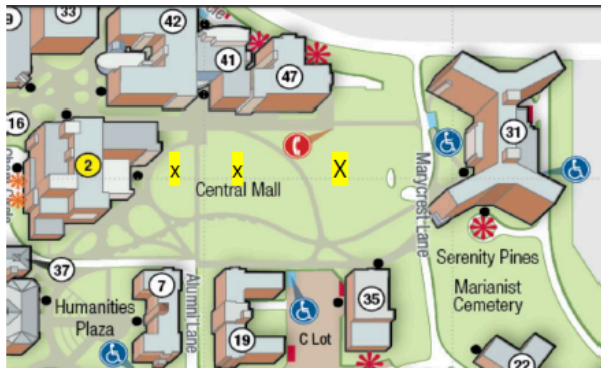 33
42
41
47
16
2
31
X
X
X
Central Mall
Marycrest Lane
Serenity Pines
Marianist
Cemetery
37
Humanities
Plaza
7
Alumni Lane
19
C Lot
35
22